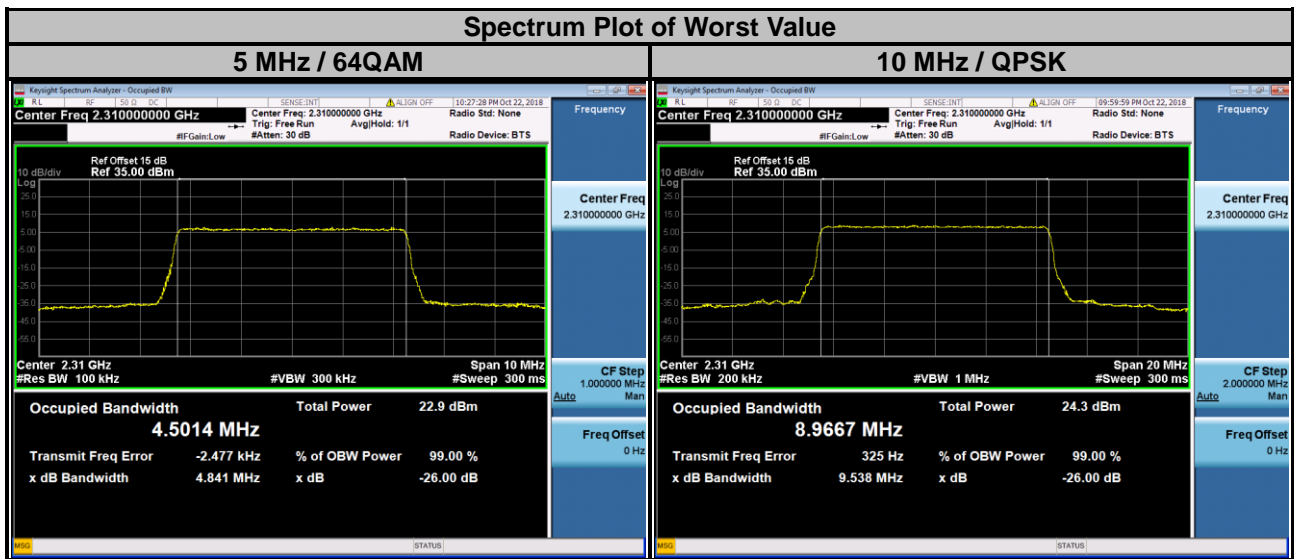 Spectrum Plot of Worst Value
5 MHz / 64QAM
Keysight Spectrum Analyzer - Occupied BW
RL RF 50 Ω DC SENSE:INT ALIGN OFF 10:27:28 PM Oct 22, 2018
Center Freq 2.310000000 GHz
Center Freq: 2.310000000 GHz Radio Std: None
Trig: Free Run Avg|Hold: 1/1
#IFGain:Low #Atten: 30 dB Radio Device: BTS
Ref Offset 15 dB
10 dB/div Ref 35.00 dBm
Log
25.0
15.0
5.00
-5.00
-15.0
-25.0
-35.0
-45.0
-55.0
Center 2.31 GHz Span 10 MHz
#Res BW 100 kHz #VBW 300 kHz #Sweep 300 ms
Occupied Bandwidth Total Power 22.9 dBm
4.5014 MHz
Transmit Freq Error -2.477 kHz % of OBW Power 99.00 %
x dB Bandwidth 4.841 MHz x dB -26.00 dB
MSG STATUS
Frequency
Center Freq
2.310000000 GHz
CF Step
1.000000 MHz
Auto Man
Freq Offset
0 Hz
10 MHz / QPSK
Keysight Spectrum Analyzer - Occupied BW
RL RF 50 Ω DC SENSE:INT ALIGN OFF 09:59:59 PM Oct 22, 2018
Center Freq 2.310000000 GHz
Center Freq: 2.310000000 GHz Radio Std: None
Trig: Free Run Avg|Hold: 1/1
#IFGain:Low #Atten: 30 dB Radio Device: BTS
Ref Offset 15 dB
10 dB/div Ref 35.00 dBm
Log
25.0
15.0
5.00
-5.00
-15.0
-25.0
-35.0
-45.0
-55.0
Center 2.31 GHz Span 20 MHz
#Res BW 200 kHz #VBW 1 MHz #Sweep 300 ms
Occupied Bandwidth Total Power 24.3 dBm
8.9667 MHz
Transmit Freq Error 325 Hz % of OBW Power 99.00 %
x dB Bandwidth 9.538 MHz x dB -26.00 dB
MSG STATUS
Frequency
Center Freq
2.310000000 GHz
CF Step
2.000000 MHz
Auto Man
Freq Offset
0 Hz